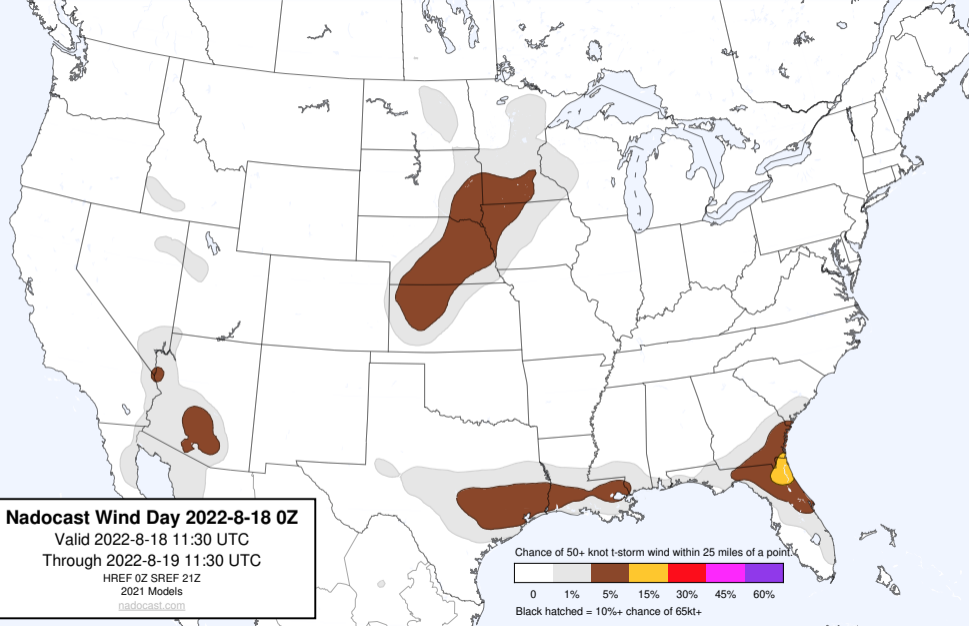 Nadocast Wind Day 2022-8-18 0Z
Valid 2022-8-18 11:30 UTC
Through 2022-8-19 11:30 UTC
HREF 0Z SREF 21Z
2021 Models
nadocast.com
Chance of 50+ knot t-storm wind within 25 miles of a point.
0 1% 5% 15% 30% 45% 60%
Black hatched = 10%+ chance of 65kt+